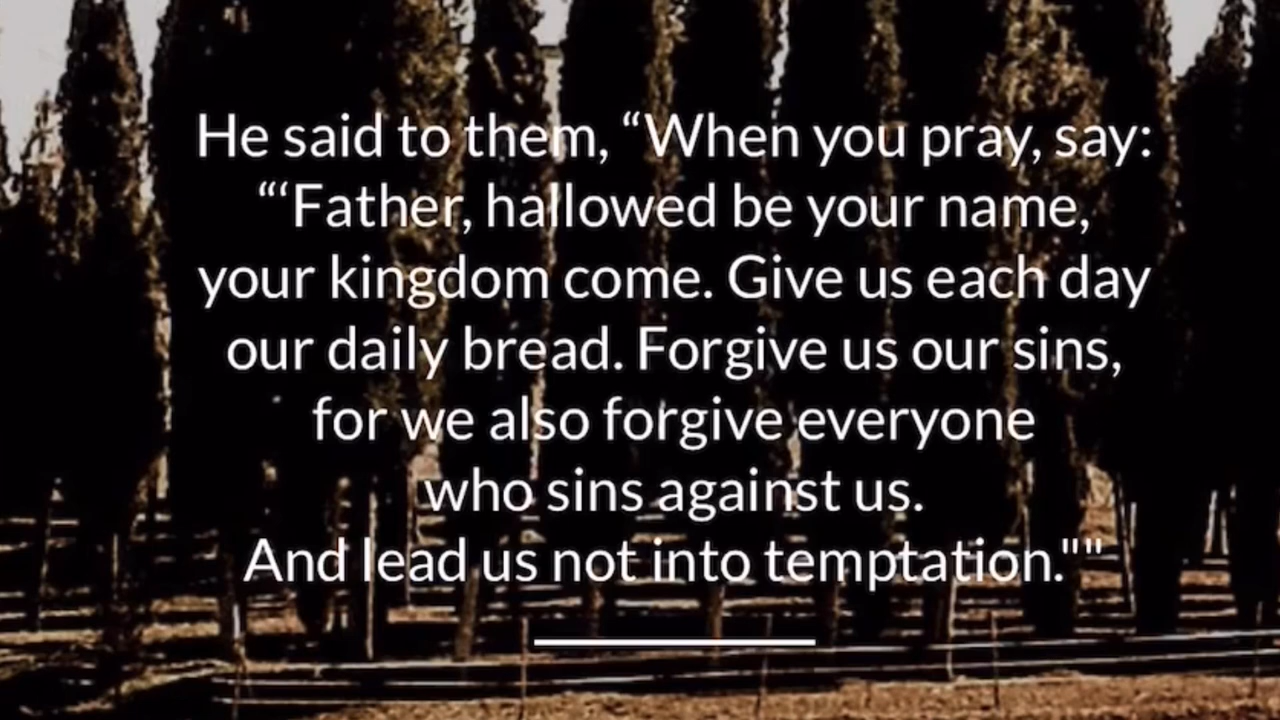 He said to them, “When you pray, say:
“‘Father, hallowed be your name,
your kingdom come. Give us each day
our daily bread. Forgive us our sins,
for we also forgive everyone
who sins against us.
And lead us not into temptation.""